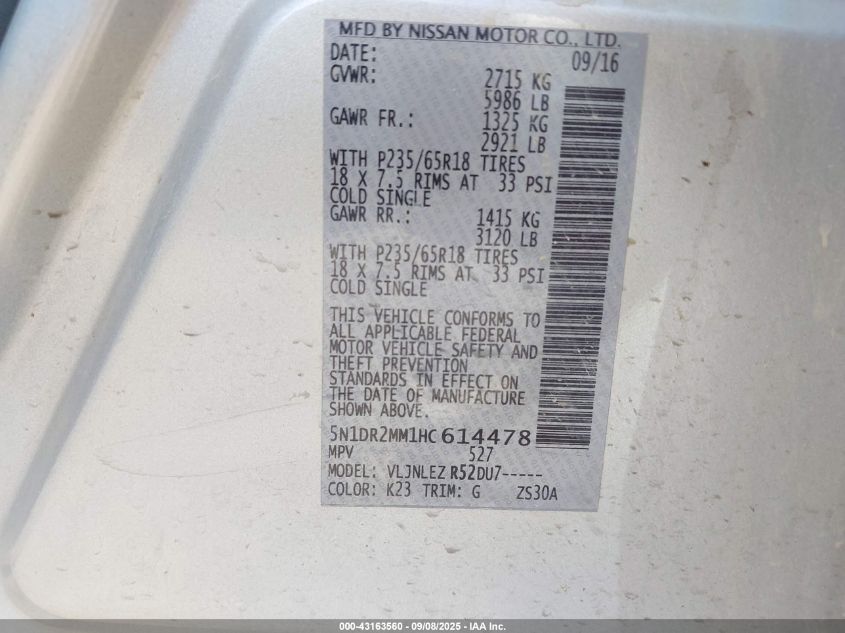 MFD BY NISSAN MOTOR CO., LTD.
DATE: 09/16
GVWR: 2715 KG
5986 LB
GAWR FR.: 1325 KG
2921 LB
WITH P235/65R18 TIRES
18 X 7.5 RIMS AT 33 PSI
COLD SINGLE
GAWR RR.: 1415 KG
3120 LB
WITH P235/65R18 TIRES
18 X 7.5 RIMS AT 33 PSI
COLD SINGLE
THIS VEHICLE CONFORMS TO
ALL APPLICABLE FEDERAL
MOTOR VEHICLE SAFETY AND
THEFT PREVENTION
STANDARDS IN EFFECT ON
THE DATE OF MANUFACTURE
SHOWN ABOVE.
5N1DR2MM1HC614478
MPV 527
MODEL: VLJNLEZ R52DU7-----
COLOR: K23 TRIM: G ZS30A
000-43163560 - 09/08/2025 - IAA Inc.